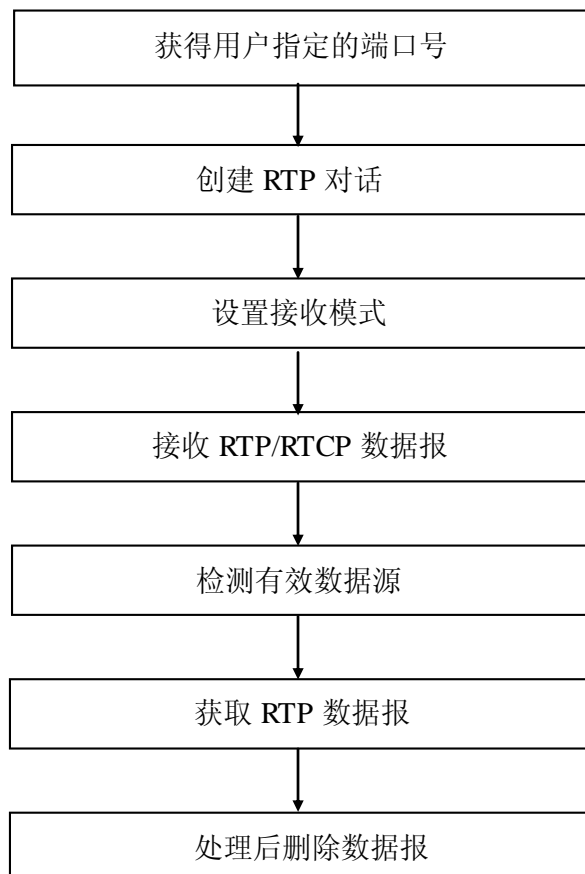 获得用户指定的端口号
创建 RTP 对话
设置接收模式
接收 RTP/RTCP 数据报
检测有效数据源
获取 RTP 数据报
处理后删除数据报